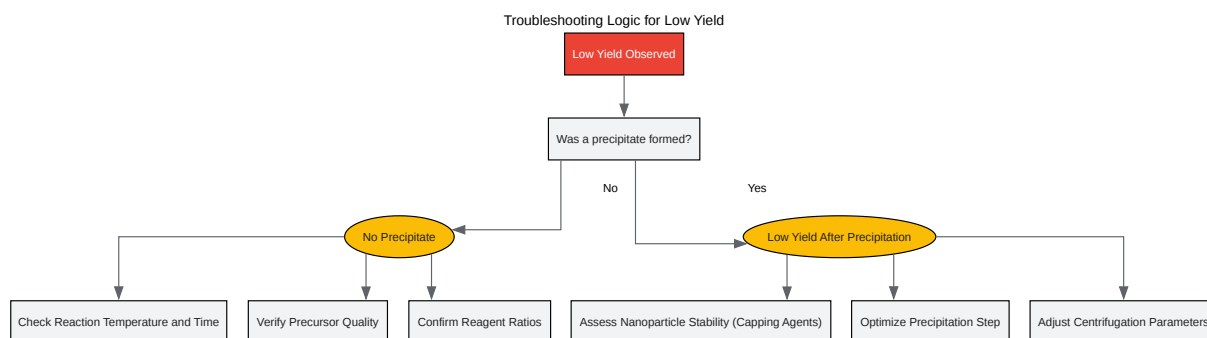 Troubleshooting Logic for Low Yield
Low Yield Observed
Was a precipitate formed?
No
Yes
No Precipitate
Low Yield After Precipitation
Check Reaction Temperature and Time
Verify Precursor Quality
Confirm Reagent Ratios
Assess Nanoparticle Stability (Capping Agents)
Optimize Precipitation Step
Adjust Centrifugation Parameters